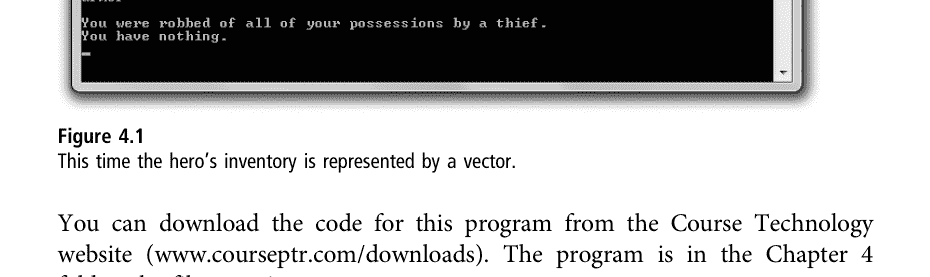 You were robbed of all of your possessions by a thief.
You have nothing.
Figure 4.1
This time the hero's inventory is represented by a vector.
You can download the code for this program from the Course Technology
website (www.courseptr.com/downloads). The program is in the Chapter 4